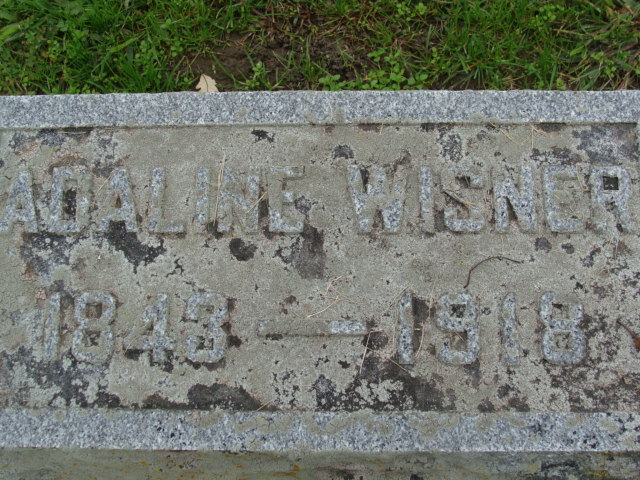 ADALINE WISNER
1843 — 1918